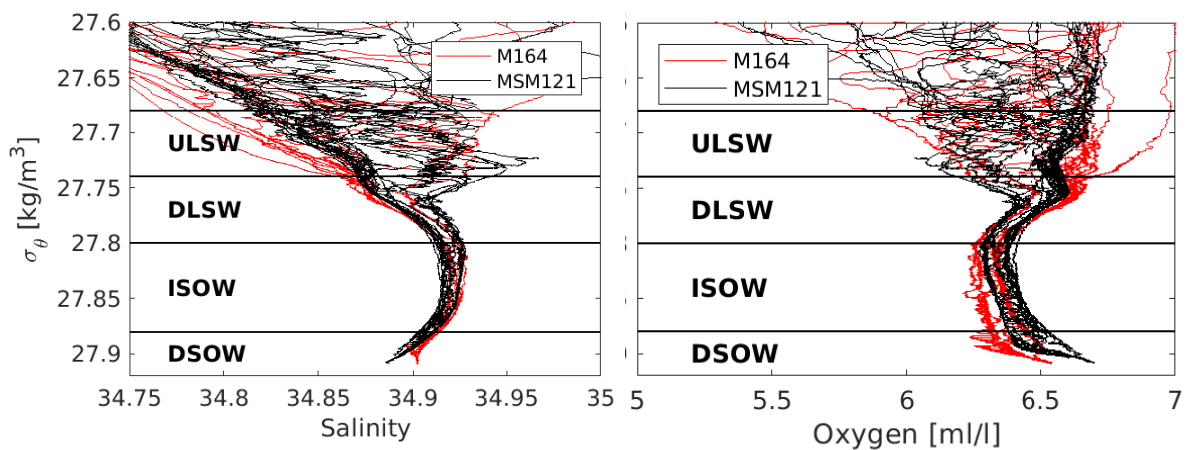 27.6
27.65
27.7
27.75
27.8
27.85
27.9
σθ [kg/m³]
M164
MSM121
ULSW
DLSW
ISOW
DSOW
34.75 34.8 34.85 34.9 34.95 35
Salinity
M164
MSM121
ULSW
DLSW
ISOW
DSOW
5 5.5 6 6.5 7
Oxygen [ml/l]